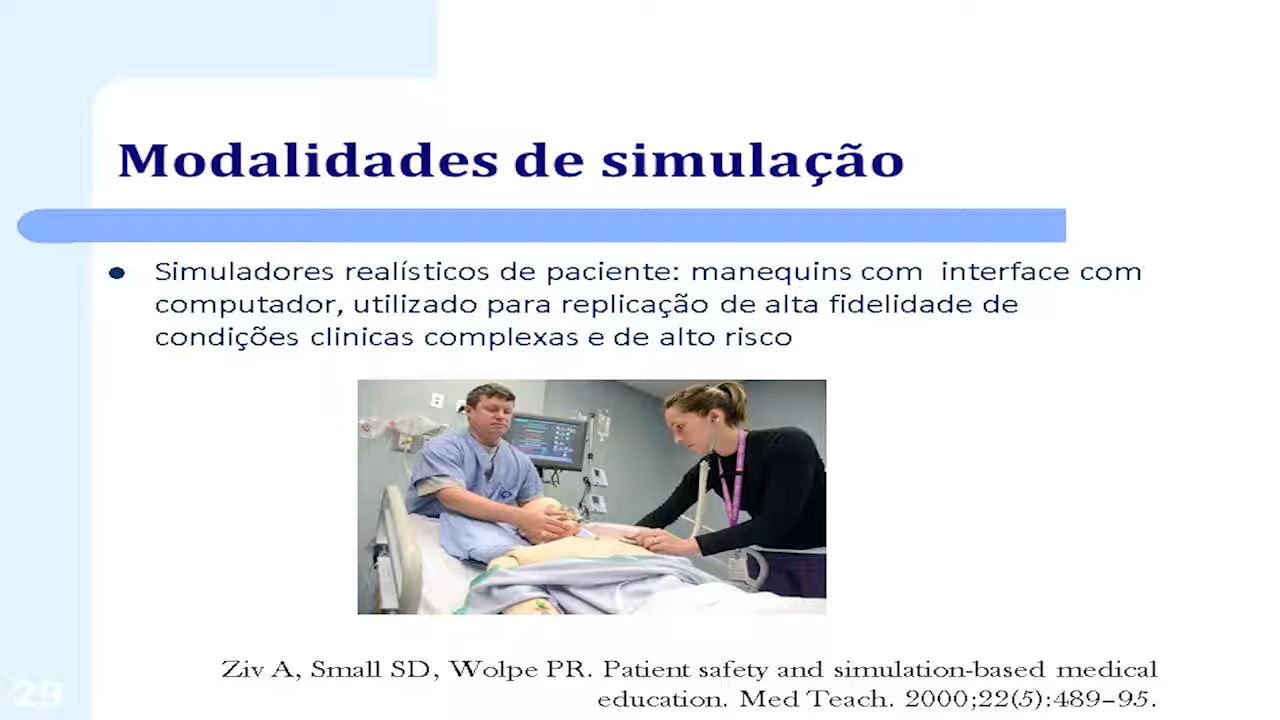 Modalidades de simulação
Simuladores realísticos de paciente: manequins com interface com
computador, utilizado para replicação de alta fidelidade de
condições clinicas complexas e de alto risco
Ziv A, Small SD, Wolpe PR. Patient safety and simulation-based medical
education. Med Teach. 2000;22(5):489–95.